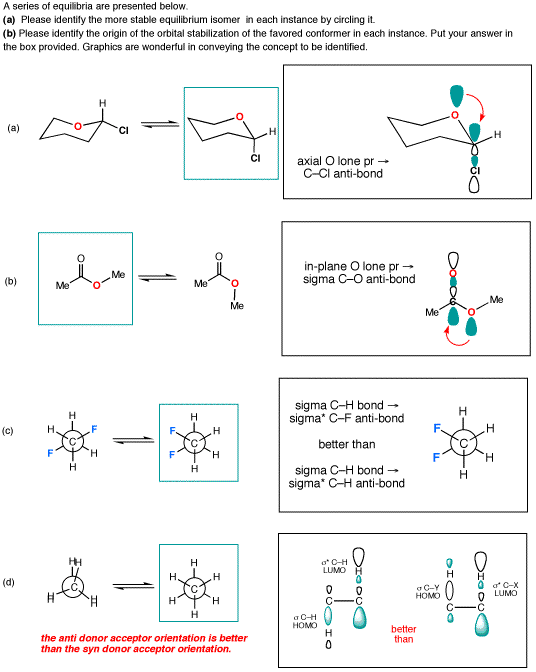 A series of equilibria are presented below.
(a) Please identify the more stable equilibrium isomer in each instance by circling it.
(b) Please identify the origin of the orbital stabilization of the favored conformer in each instance. Put your answer in
the box provided. Graphics are wonderful in conveying the concept to be identified.
(a)
H
O
Cl
O
H
Cl
axial O lone pr →
C–Cl anti-bond
O
H
Cl
(b)
O
Me
O
Me
O
Me
O
Me
in-plane O lone pr →
sigma C–O anti-bond
O
Me
C
O
Me
(c)
H
H
F
C
F
H
H
H
F
H
C
F
H
H
sigma C–H bond →
sigma* C–F anti-bond
better than
sigma C–H bond →
sigma* C–H anti-bond
H
F
H
C
F
H
H
(d)
HH
C
H
H
H
H
H
H
H
C
H
H
H
the anti donor acceptor orientation is better
than the syn donor acceptor orientation.
σ* C–H
LUMO
H
C
C
σ C–H
HOMO
H
better
than
σ C–Y
HOMO
H
H
σ* C–X
LUMO
C
C